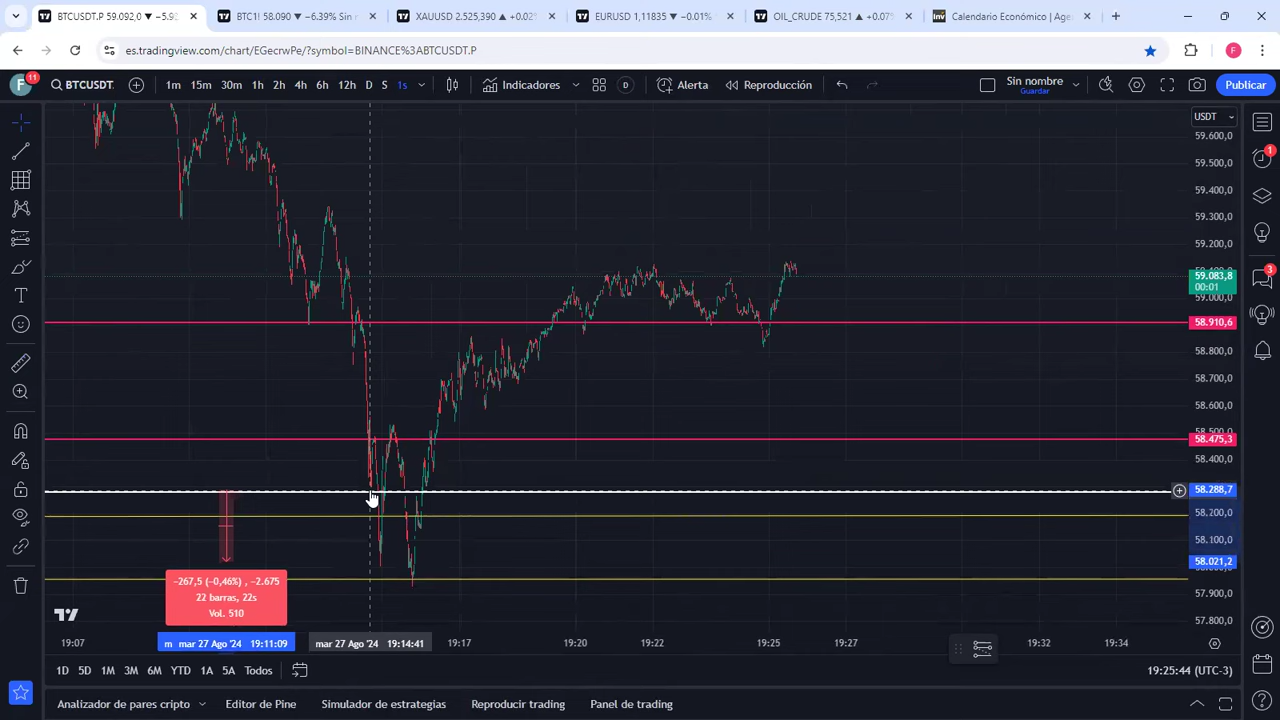 BTCUSDT.P 59.092,0 ▼ −5.92
BTC1! 58.090 ▼ −6.39% Sin n
XAUUSD 2.525,390 ▲ +0.02%
EURUSD 1,11835 ▼ −0.01%
OIL_CRUDE 75,521 ▲ +0.07%
Inv Calendario Económico | Age
es.tradingview.com/chart/EGecrwPe/?symbol=BINANCE%3ABTCUSDT.P
F
F 11 BTCUSDT. 1m 15m 30m 1h 2h 4h 6h 12h D S 1s Indicadores D Alerta Reproducción Sin nombre Publicar
Guardar
USDT
59.600,0
59.500,0
59.400,0
59.300,0
59.200,0
59.083,8
00:01
59.000,0
58.910,6
58.800,0
58.700,0
58.600,0
58.475,3
58.400,0
58.288,7
58.200,0
58.100,0
58.021,2
57.900,0
57.800,0
1
3
−267,5 (−0,46%) , −2.675
22 barras, 22s
Vol. 510
19:07 m mar 27 Ago '24 19:11:09 mar 27 Ago '24 19:14:41 19:17 19:20 19:22 19:25 19:27 19:32 19:34
1D 5D 1M 3M 6M YTD 1A 5A Todos 19:25:44 (UTC-3)
Analizador de pares cripto Editor de Pine Simulador de estrategias Reproducir trading Panel de trading